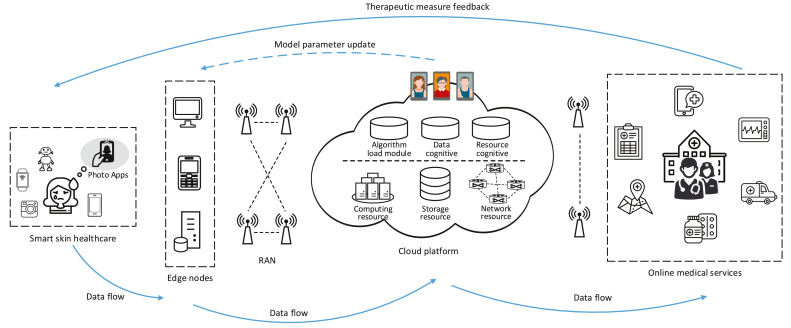 Therapeutic measure feedback
Model parameter update
Photo Apps
Smart skin healthcare
Edge nodes
RAN
Algorithm
load module
Data
cognitive
Resource
cognitive
Computing
resource
Storage
resource
Network
resource
Cloud platform
Online medical services
Data flow
Data flow
Data flow